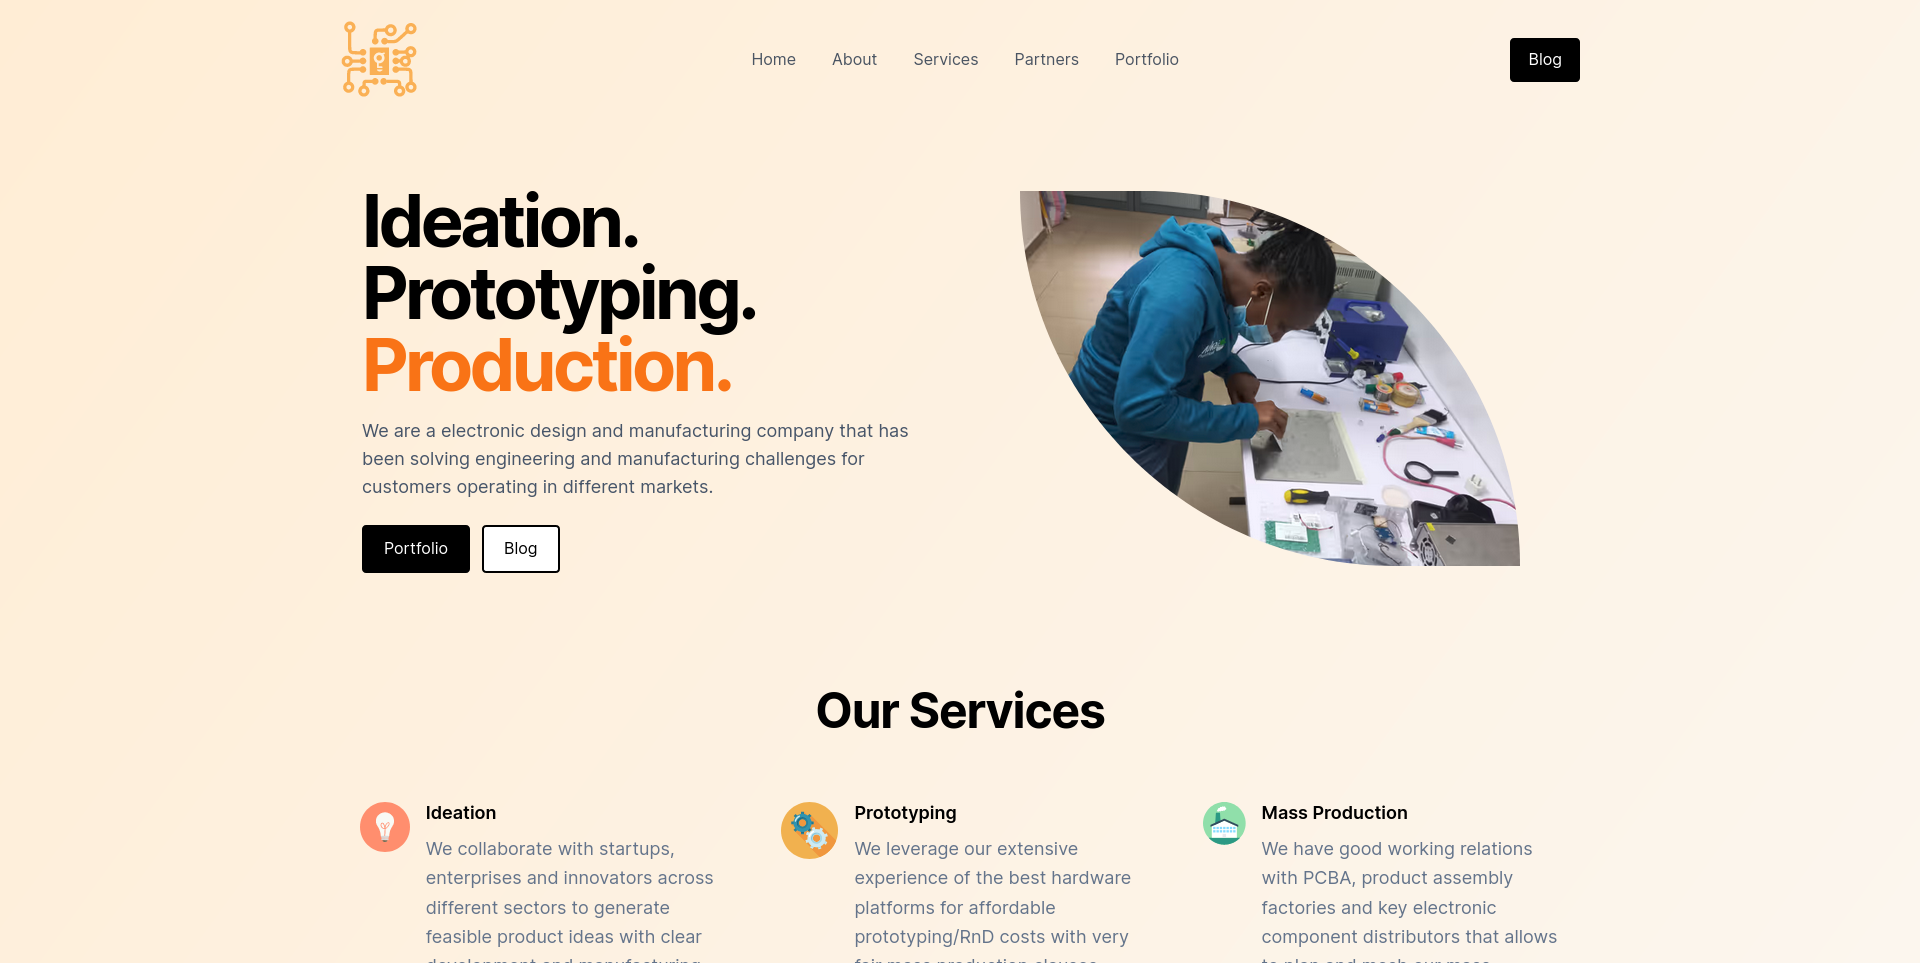 Home About Services Partners Portfolio Blog
Ideation.
Prototyping.
Production.
We are a electronic design and manufacturing company that has
been solving engineering and manufacturing challenges for
customers operating in different markets.
Portfolio Blog
Our Services
Ideation
We collaborate with startups,
enterprises and innovators across
different sectors to generate
feasible product ideas with clear
development and manufacturing
Prototyping
We leverage our extensive
experience of the best hardware
platforms for affordable
prototyping/RnD costs with very
Mass Production
We have good working relations
with PCBA, product assembly
factories and key electronic
component distributors that allows